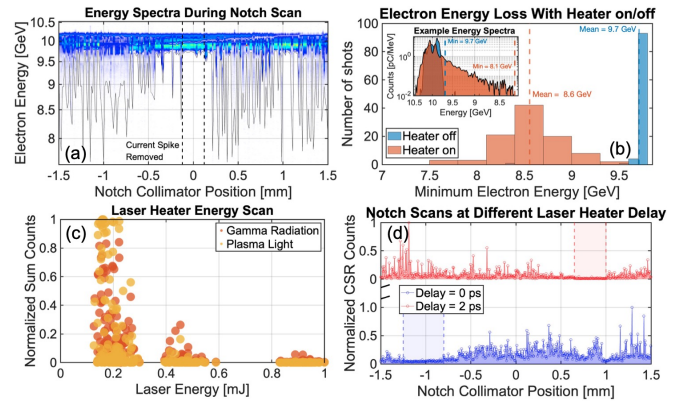 Energy Spectra During Notch Scan
Electron Energy [GeV]
10.5
10
9.5
9
8.5
8
Current Spike
Removed
(a)
-1.5 -1 -0.5 0 0.5 1 1.5
Notch Collimator Position [mm]
Electron Energy Loss With Heater on/off
Mean = 9.7 GeV
Number of shots
100
80
60
40
20
0
Example Energy Spectra
Counts [pC/MeV]
10^0
10^-2
Min = 9.7 GeV
Min = 8.1 GeV
10.5 10 9.5 9 8.5
Energy [GeV]
Mean = 8.6 GeV
Heater off
Heater on
(b)
7 7.5 8 8.5 9 9.5
Minimum Electron Energy [GeV]
Laser Heater Energy Scan
(c)
Gamma Radiation
Plasma Light
Normalized Sum Counts
1
0.8
0.6
0.4
0.2
0
0 0.2 0.4 0.6 0.8 1
Laser Energy [mJ]
Notch Scans at Different Laser Heater Delay
(d)
Normalized CSR Counts
1
0.5
0
Delay = 0 ps
Delay = 2 ps
1.0
0.5
0
-1.5 -1 -0.5 0 0.5 1 1.5
Notch Collimator Position [mm]